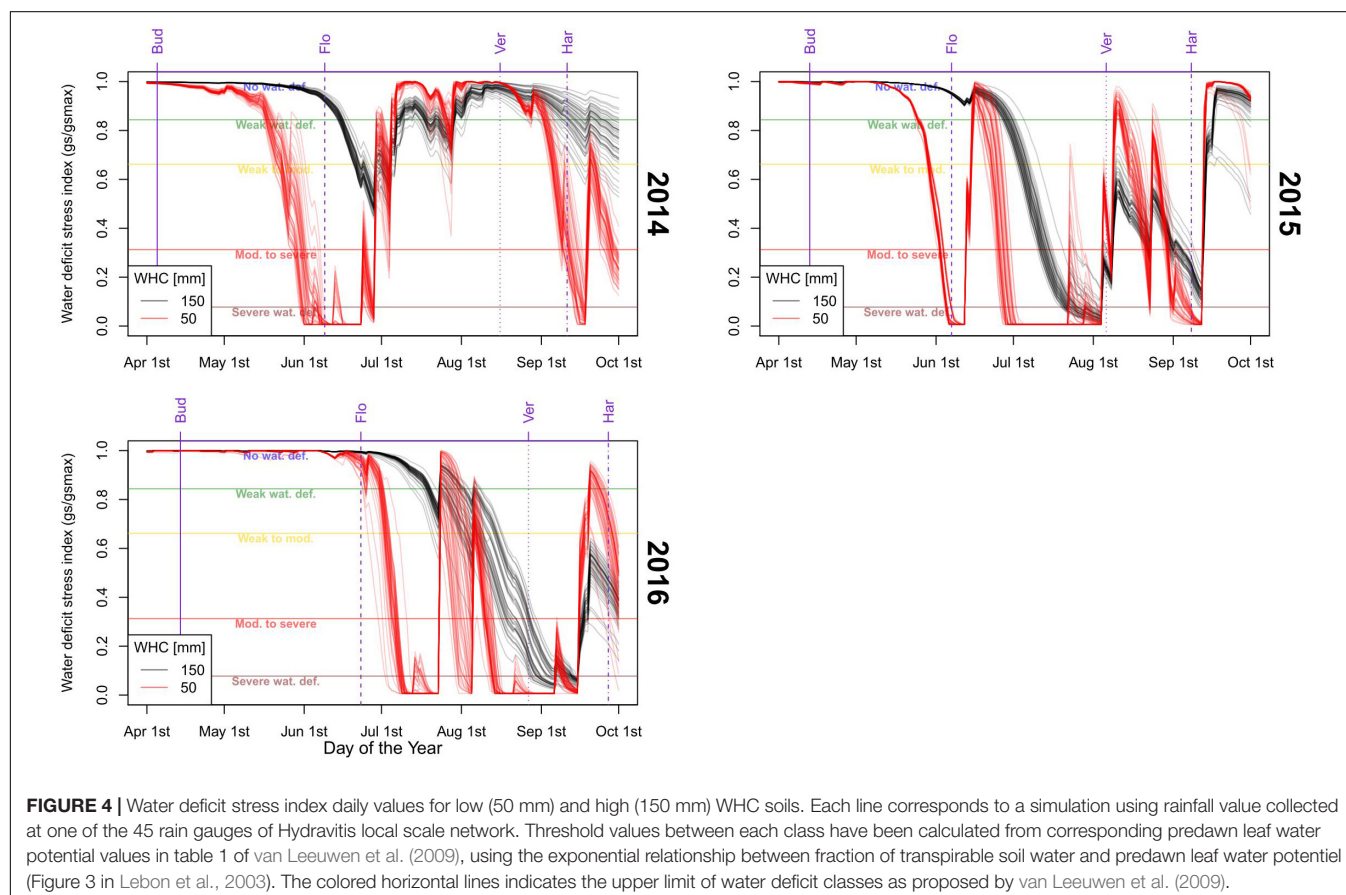 Bud
Flo
Ver
Har
Water deficit stress index (gs/gsmax)
1.0
0.8
0.6
0.4
0.2
0.0
No wat. def.
Weak wat. def.
Weak to mod.
Mod. to severe
Severe wat. def.
WHC [mm]
150
50
Apr 1st May 1st Jun 1st Jul 1st Aug 1st Sep 1st Oct 1st
2014
Bud
Flo
Ver
Har
1.0
0.8
0.6
0.4
0.2
0.0
No wat. def.
Weak wat. def.
Weak to mod.
Mod. to severe
Severe wat. def.
WHC [mm]
150
50
Apr 1st May 1st Jun 1st Jul 1st Aug 1st Sep 1st Oct 1st
2015
Bud
Flo
Ver
Har
Water deficit stress index (gs/gsmax)
1.0
0.8
0.6
0.4
0.2
0.0
No wat. def.
Weak wat. def.
Weak to mod.
Mod. to severe
Severe wat. def.
WHC [mm]
150
50
Apr 1st May 1st Jun 1st Jul 1st Aug 1st Sep 1st Oct 1st
Day of the Year
2016
FIGURE 4 | Water deficit stress index daily values for low (50 mm) and high (150 mm) WHC soils. Each line corresponds to a simulation using rainfall value collected
at one of the 45 rain gauges of Hydravitis local scale network. Threshold values between each class have been calculated from corresponding predawn leaf water
potential values in table 1 of van Leeuwen et al. (2009), using the exponential relationship between fraction of transpirable soil water and predawn leaf water potentiel
(Figure 3 in Lebon et al., 2003). The colored horizontal lines indicates the upper limit of water deficit classes as proposed by van Leeuwen et al. (2009).